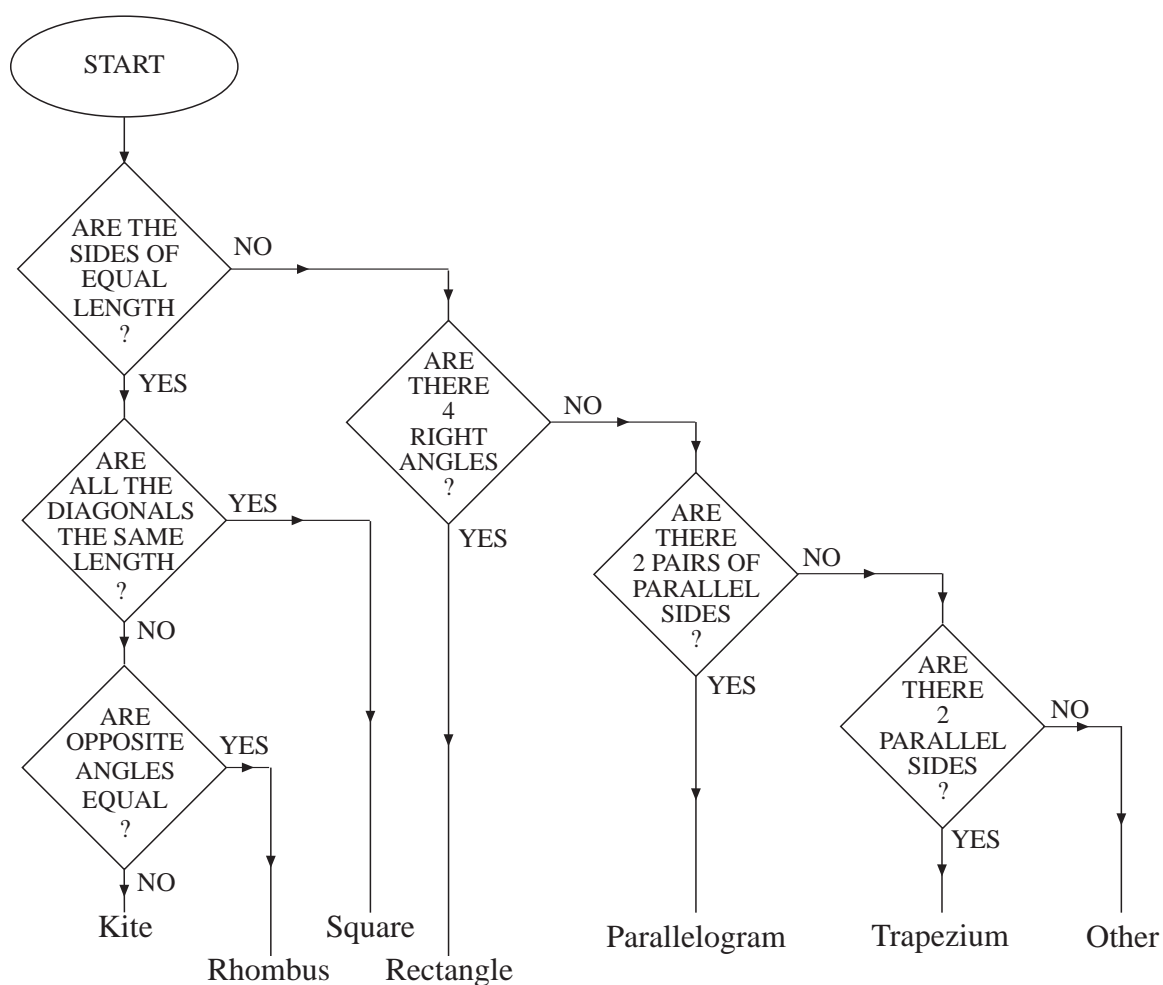 START
ARE THE
SIDES OF
EQUAL
LENGTH
?
NO
YES
ARE
THERE
4
RIGHT
ANGLES
?
NO
YES
ARE
ALL THE
DIAGONALS
THE SAME
LENGTH
?
YES
NO
ARE
THERE
2 PAIRS OF
PARALLEL
SIDES
?
NO
YES
ARE
OPPOSITE
ANGLES
EQUAL
?
YES
NO
ARE
THERE
2
PARALLEL
SIDES
?
NO
YES
Kite
Rhombus
Square
Rectangle
Parallelogram
Trapezium
Other